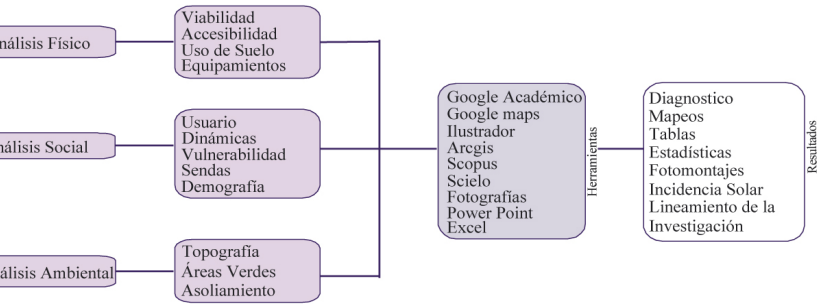 nálisis Físico
Viabilidad
Accesibilidad
Uso de Suelo
Equipamientos
nálisis Social
Usuario
Dinámicas
Vulnerabilidad
Sendas
Demografía
álisis Ambiental
Topografía
Áreas Verdes
Asoliamiento
Google Académico
Google maps
Ilustrador
Arcgis
Scopus
Scielo
Fotografías
Power Point
Excel
Herramientas
Diagnostico
Mapeos
Tablas
Estadísticas
Fotomontajes
Incidencia Solar
Lineamiento de la
Investigación
Resultados